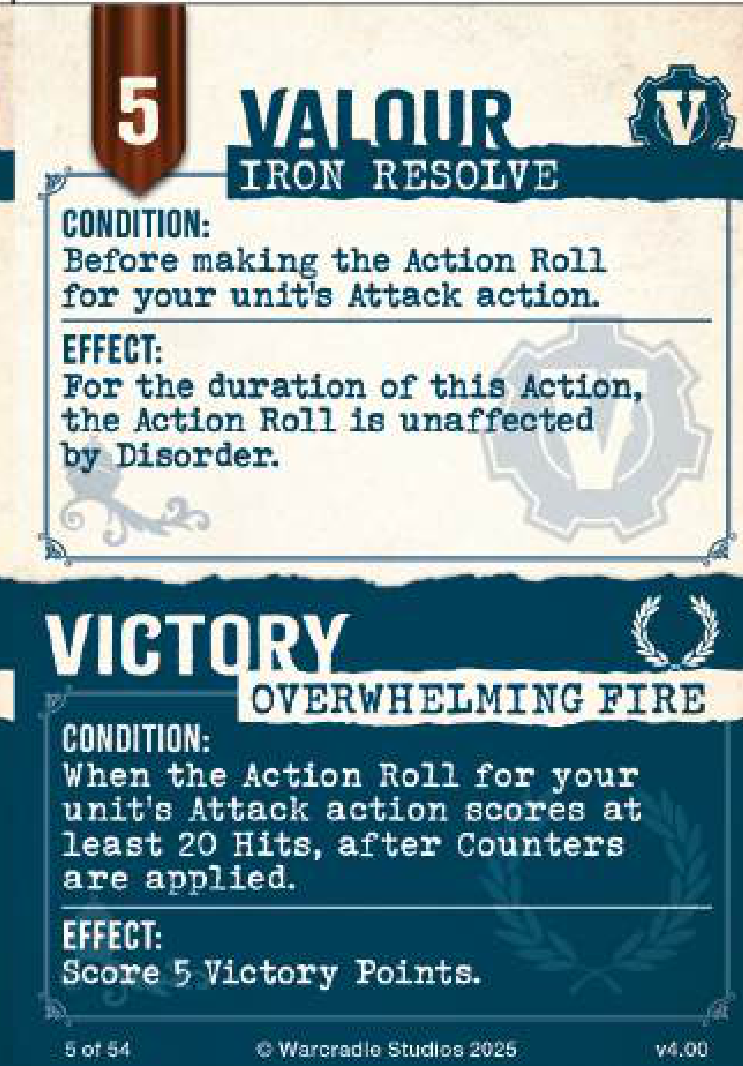 5
VALOUR
V
IRON RESOLVE
CONDITION:
Before making the Action Roll
for your unit's Attack action.
EFFECT:
For the duration of this Action,
the Action Roll is unaffected
by Disorder.
V
VICTORY
OVERWHELMING FIRE
CONDITION:
When the Action Roll for your
unit's Attack action scores at
least 20 Hits, after Counters
are applied.
EFFECT:
Score 5 Victory Points.
5 of 54 © Warcradle Studios 2025 v4.00